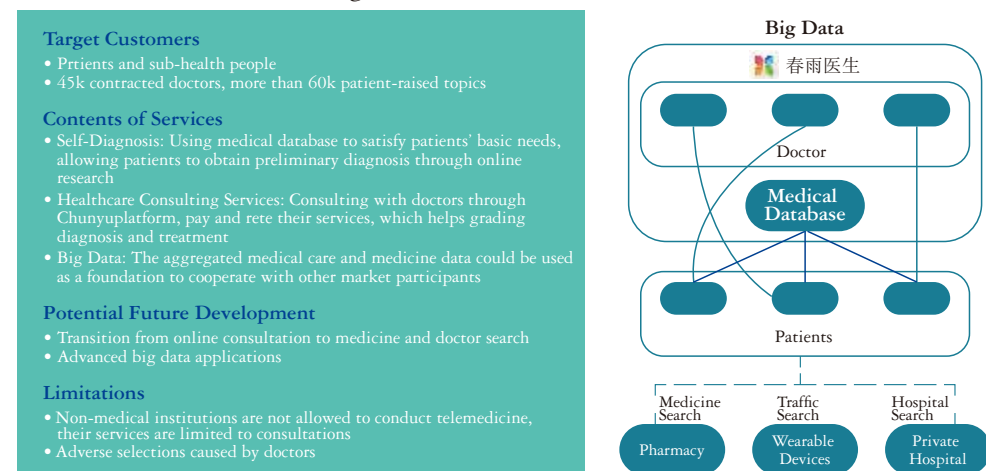 Target Customers
• Prtients and sub-health people
• 45k contracted doctors, more than 60k patient-raised topics
Contents of Services
• Self-Diagnosis: Using medical database to satisfy patients' basic needs,
allowing patients to obtain preliminary diagnosis through online
research
• Healthcare Consulting Services: Consulting with doctors through
Chunyuplatform, pay and rete their services, which helps grading
diagnosis and treatment
• Big Data: The aggregated medical care and medicine data could be used
as a foundation to cooperate with other market participants
Potential Future Development
• Transition from online consultation to medicine and doctor search
• Advanced big data applications
Limitations
• Non-medical institutions are not allowed to conduct telemedicine,
their services are limited to consultations
• Adverse selections caused by doctors
Big Data
春雨医生
Doctor
Medical
Database
Patients
Medicine
Search
Traffic
Search
Hospital
Search
Pharmacy
Wearable
Devices
Private
Hospital